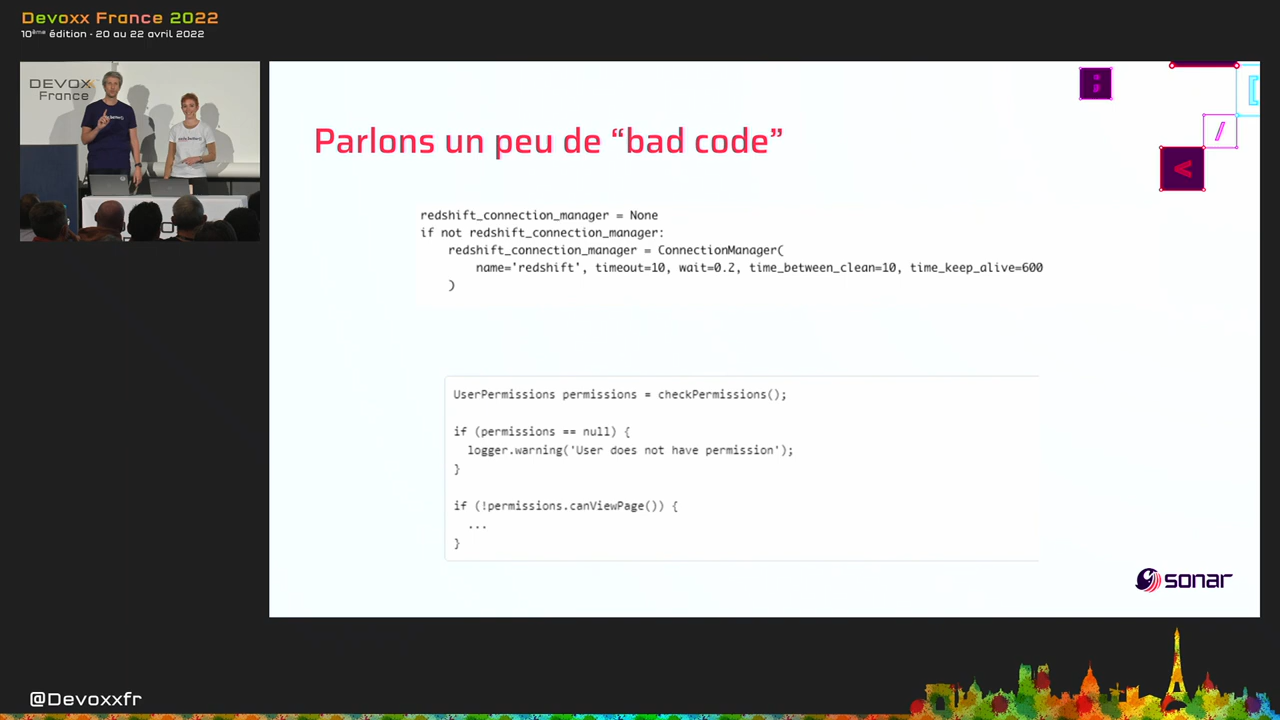 Devoxx France 2022
10ème édition - 20 au 22 avril 2022
DEVOX
France
Parlons un peu de “bad code”
;
[
/
<
redshift_connection_manager = None
if not redshift_connection_manager:
    redshift_connection_manager = ConnectionManager(
        name='redshift', timeout=10, wait=0.2, time_between_clean=10, time_keep_alive=600
    )
UserPermissions permissions = checkPermissions();
if (permissions == null) {
  logger.warning('User does not have permission');
}
if (!permissions.canViewPage()) {
  ...
}
sonar
@Devoxxfr